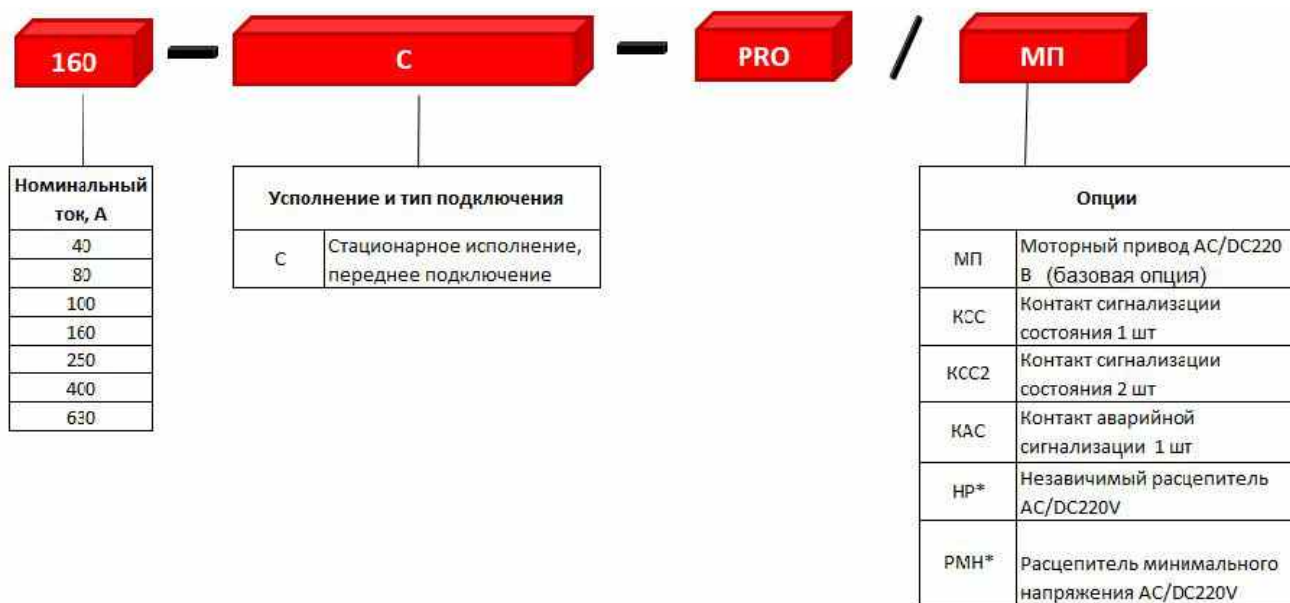 160 — С — PRO / МП
Номинальный
ток, А
40
80
100
160
250
400
630
Усполнение и тип подключения
С
Стационарное исполнение,
переднее подключение
Опции
МП
Моторный привод AC/DC220
В (базовая опция)
КСС
Контакт сигнализации
состояния 1 шт
КСС2
Контакт сигнализации
состояния 2 шт
КАС
Контакт аварийной
сигнализации 1 шт
НР*
Незавичимый расцепитель
AC/DC220V
РМН*
Расцепитель минимального
напряжения AC/DC220V